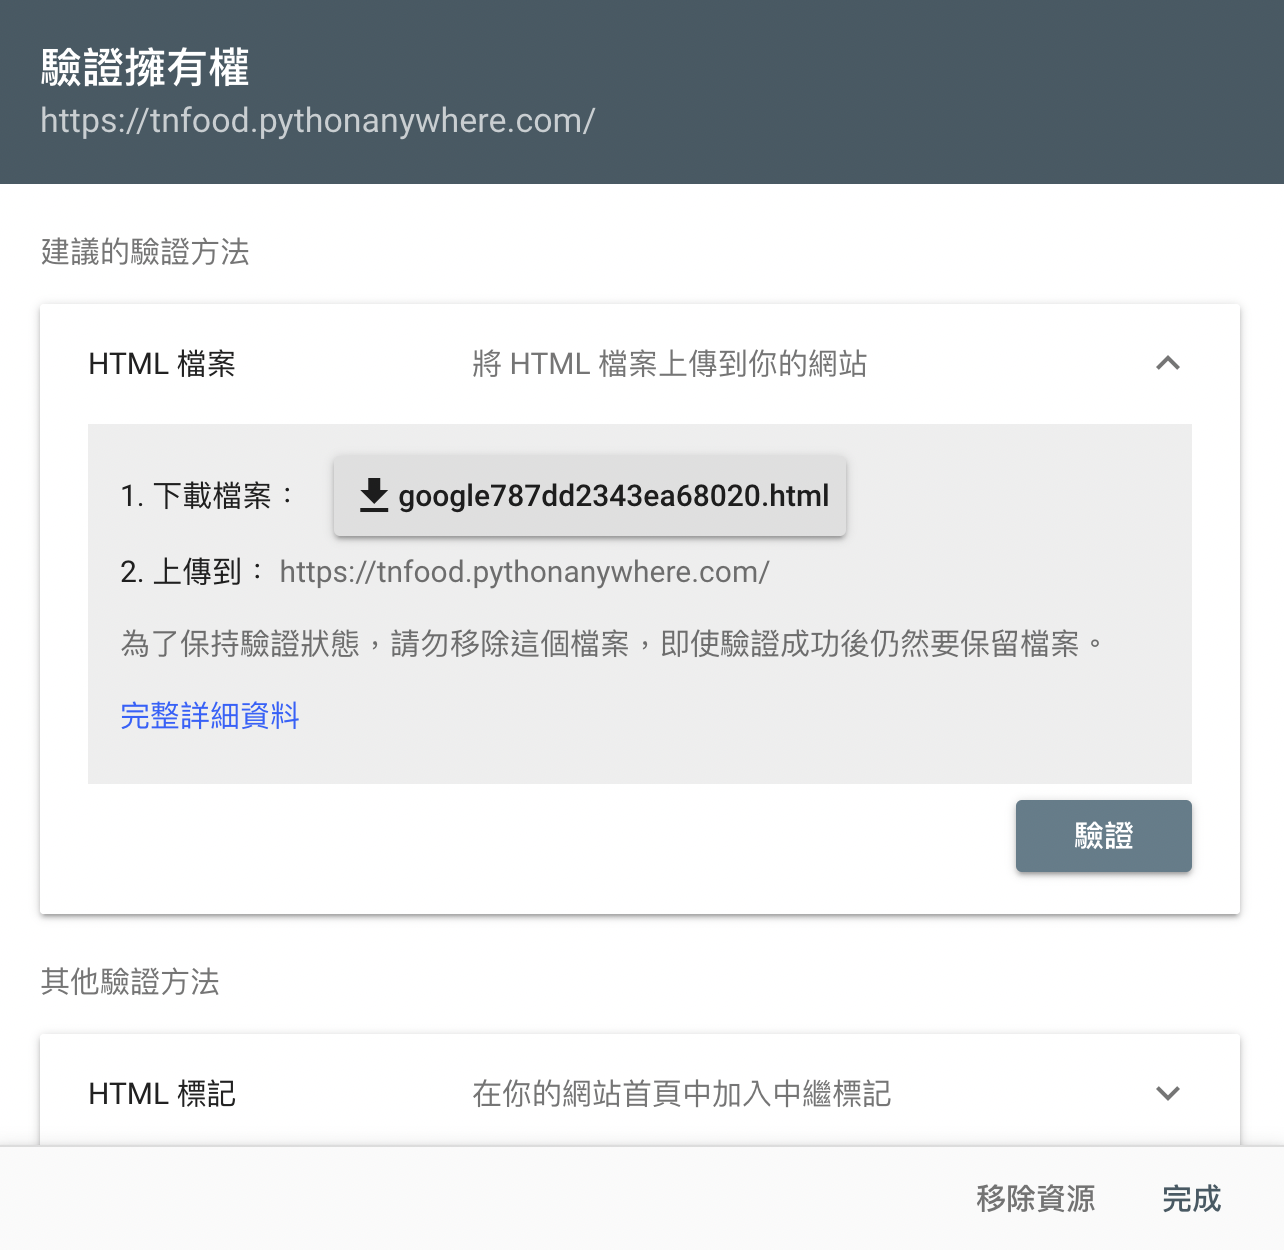 驗證擁有權
https://tnfood.pythonanywhere.com/
建議的驗證方法
HTML 檔案 將 HTML 檔案上傳到你的網站
1. 下載檔案： google787dd2343ea68020.html
2. 上傳到： https://tnfood.pythonanywhere.com/
為了保持驗證狀態，請勿移除這個檔案，即使驗證成功後仍然要保留檔案。
完整詳細資料
驗證
其他驗證方法
HTML 標記 在你的網站首頁中加入中繼標記
移除資源 完成